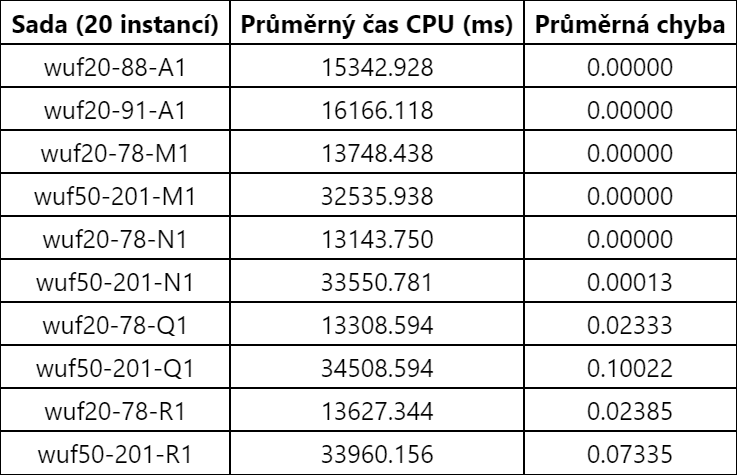 Sada (20 instancí) Průměrný čas CPU (ms) Průměrná chyba
wuf20-88-A1 15342.928 0.00000
wuf20-91-A1 16166.118 0.00000
wuf20-78-M1 13748.438 0.00000
wuf50-201-M1 32535.938 0.00000
wuf20-78-N1 13143.750 0.00000
wuf50-201-N1 33550.781 0.00013
wuf20-78-Q1 13308.594 0.02333
wuf50-201-Q1 34508.594 0.10022
wuf20-78-R1 13627.344 0.02385
wuf50-201-R1 33960.156 0.07335